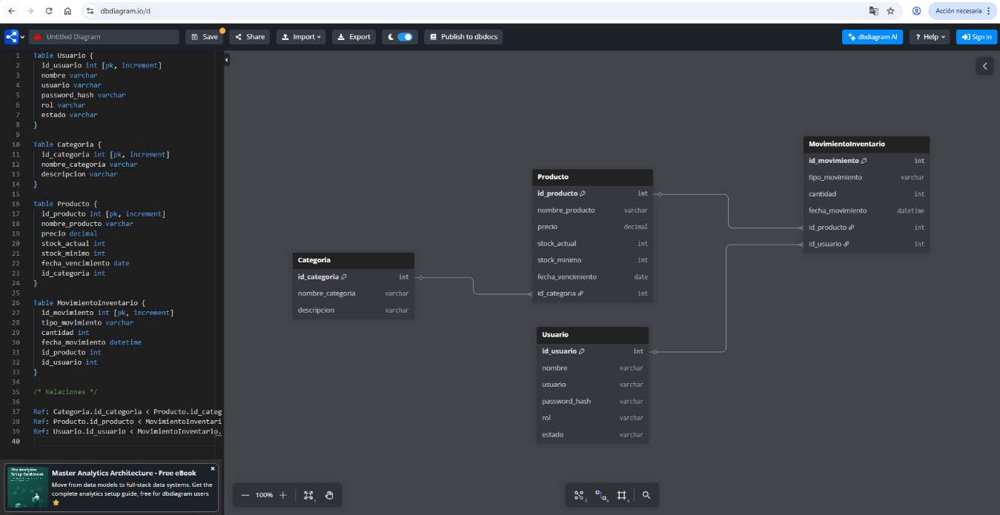 dbdiagram.io/d
Acción necesaria
Untitled Diagram
Save
Share
Import
Export
Publish to dbdocs
dbdiagram AI
? Help
Sign in
1 Table Usuario {
2 id_usuario int [pk, increment]
3 nombre varchar
4 usuario varchar
5 password_hash varchar
6 rol varchar
7 estado varchar
8 }
9
10 Table Categoria {
11 id_categoria int [pk, increment]
12 nombre_categoria varchar
13 descripcion varchar
14 }
15
16 Table Producto {
17 id_producto int [pk, increment]
18 nombre_producto varchar
19 precio decimal
20 stock_actual int
21 stock_minimo int
22 fecha_vencimiento date
23 id_categoria int
24 }
25
26 Table MovimientoInventario {
27 id_movimiento int [pk, increment]
28 tipo_movimiento varchar
29 cantidad int
30 fecha_movimiento datetime
31 id_producto int
32 id_usuario int
33 }
34
35 /* Relaciones */
36
37 Ref: Categoria.id_categoria < Producto.id_categ
38 Ref: Producto.id_producto < MovimientoInventari
39 Ref: Usuario.id_usuario < MovimientoInventario.
40
Categoria
id_categoria int
nombre_categoria varchar
descripcion varchar
Producto
id_producto int
nombre_producto varchar
precio decimal
stock_actual int
stock_minimo int
fecha_vencimiento date
id_categoria int
Usuario
id_usuario int
nombre varchar
usuario varchar
password_hash varchar
rol varchar
estado varchar
MovimientoInventario
id_movimiento int
tipo_movimiento varchar
cantidad int
fecha_movimiento datetime
id_producto int
id_usuario int
The Analytics
Setup Guidebook
Master Analytics Architecture - Free eBook
Move from data models to full-stack data systems. Get the
complete analytics setup guide, free for dbdiagram users
100%
1
2
3
4